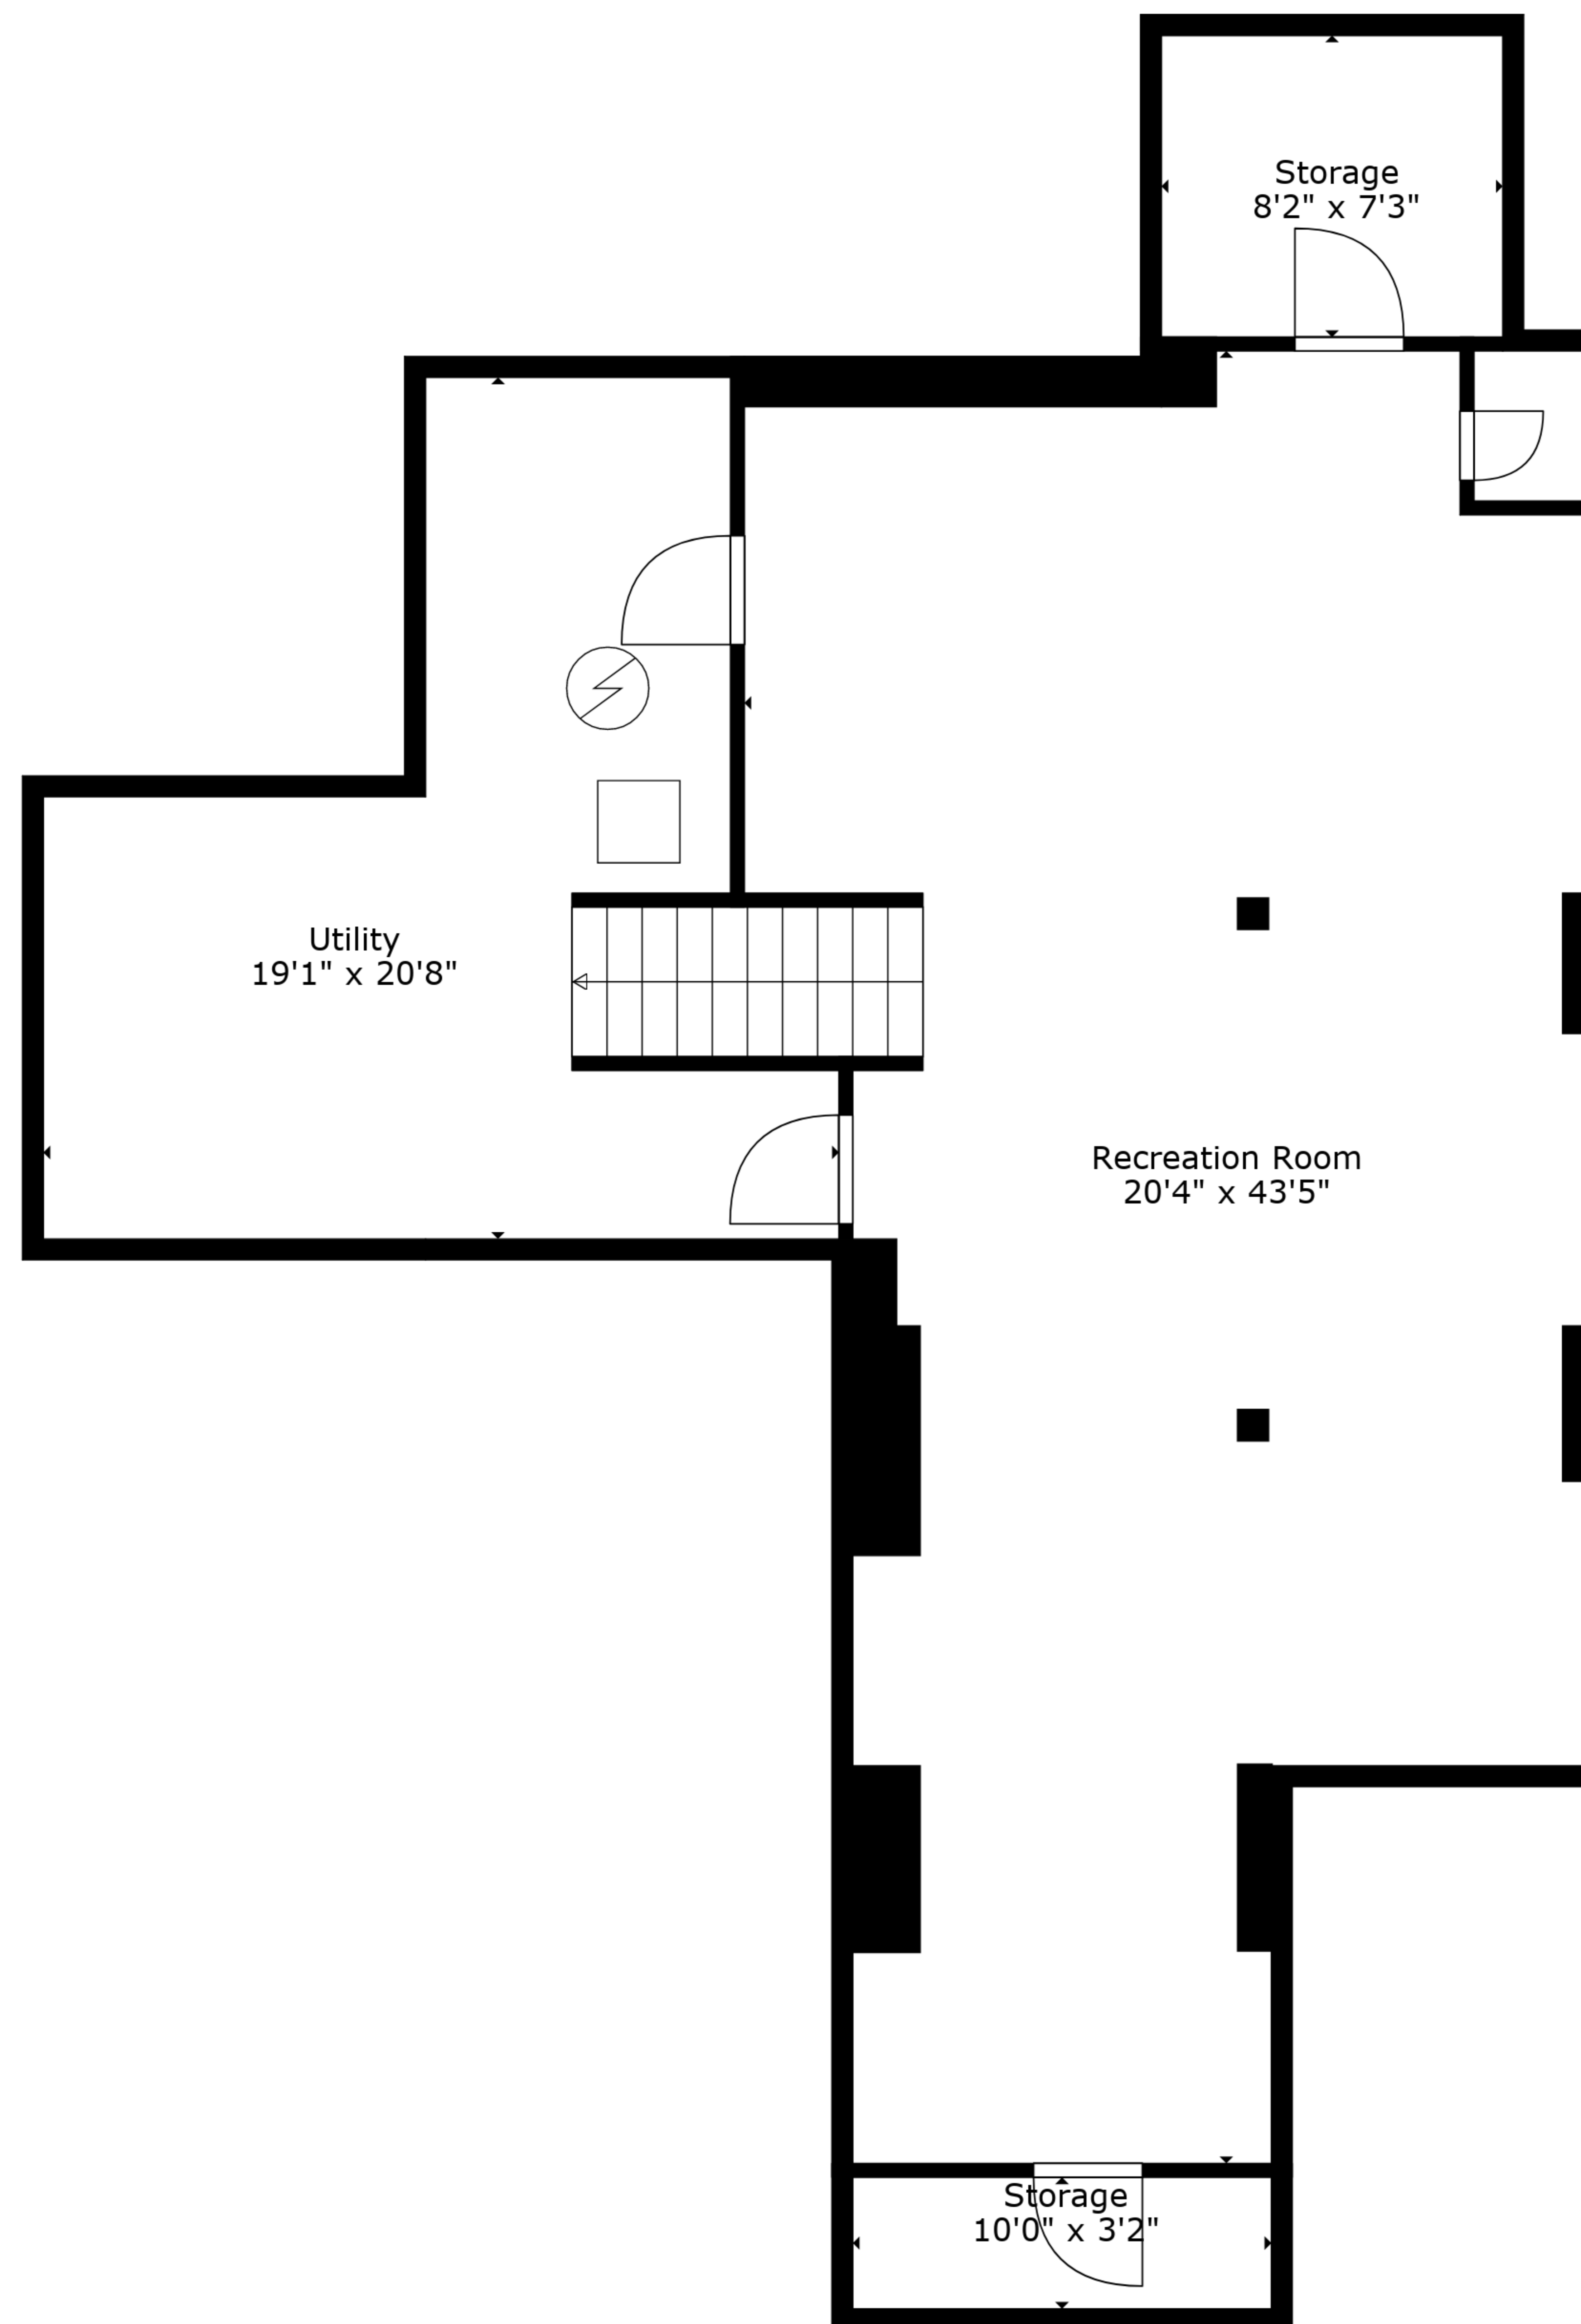 Storage
8'2" x 7'3"
Utility
19'1" x 20'8"
Recreation Room
20'4" x 43'5"
Storage
10'0" x 3'2"